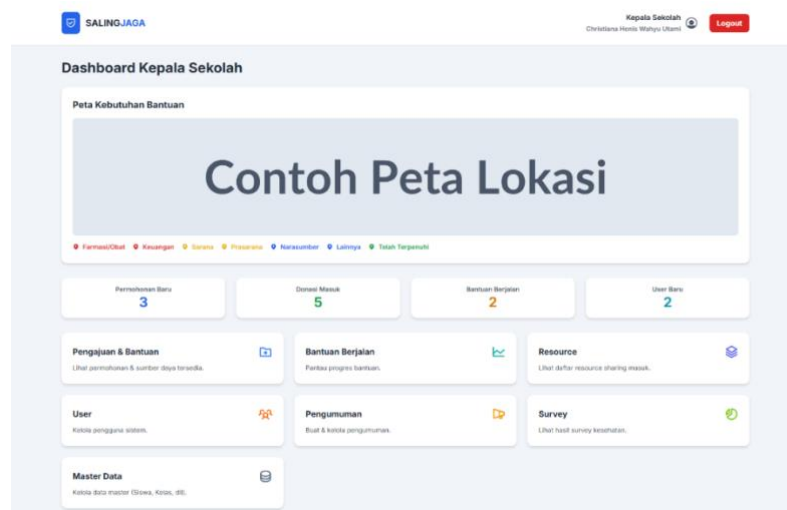 SALINGJAGA
Kepala Sekolah
Christiana Henis Wahyu Utami
Logout
Dashboard Kepala Sekolah
Peta Kebutuhan Bantuan
Contoh Peta Lokasi
Farmasi/Obat Keuangan Sarana Prasarana Narasumber Lainnya Telah Terpenuhi
Permohonan Baru
3
Donasi Masuk
5
Bantuan Berjalan
2
User Baru
2
Pengajuan & Bantuan
Lihat permohonan & sumber daya tersedia.
Bantuan Berjalan
Pantau progres bantuan.
Resource
Lihat daftar resource sharing masuk.
User
Kelola pengguna sistem.
Pengumuman
Buat & kelola pengumuman.
Survey
Lihat hasil survey kesehatan.
Master Data
Kelola data master (Siswa, Kelas, dll).